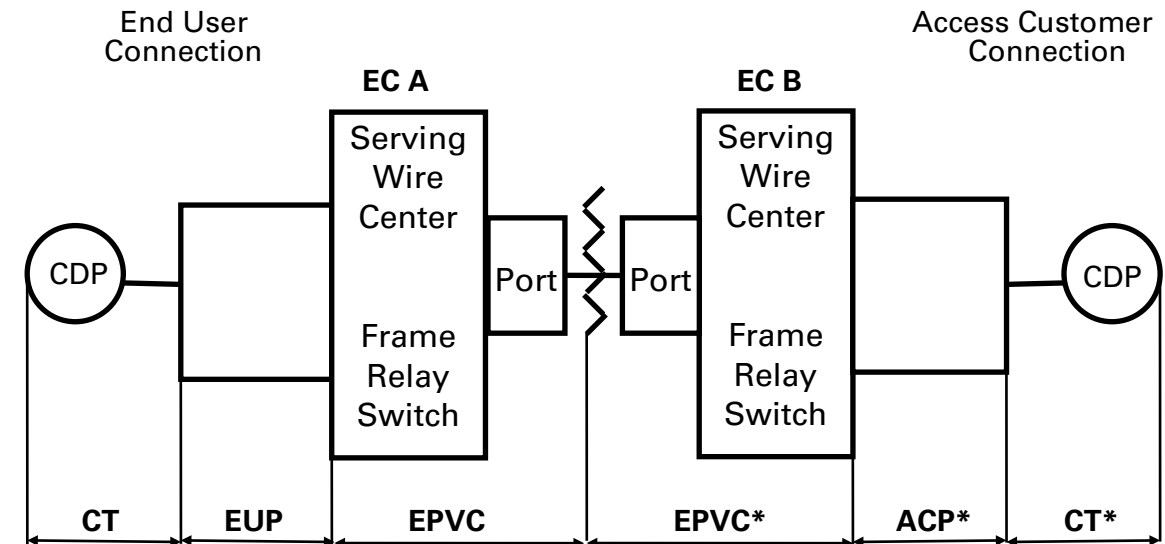 End User
Connection
Access Customer
Connection
EC A
EC B
Serving
Wire
Center
Frame
Relay
Switch
Serving
Wire
Center
Frame
Relay
Switch
CDP
Port
Port
CDP
CT
EUP
EPVC
EPVC*
ACP*
CT*